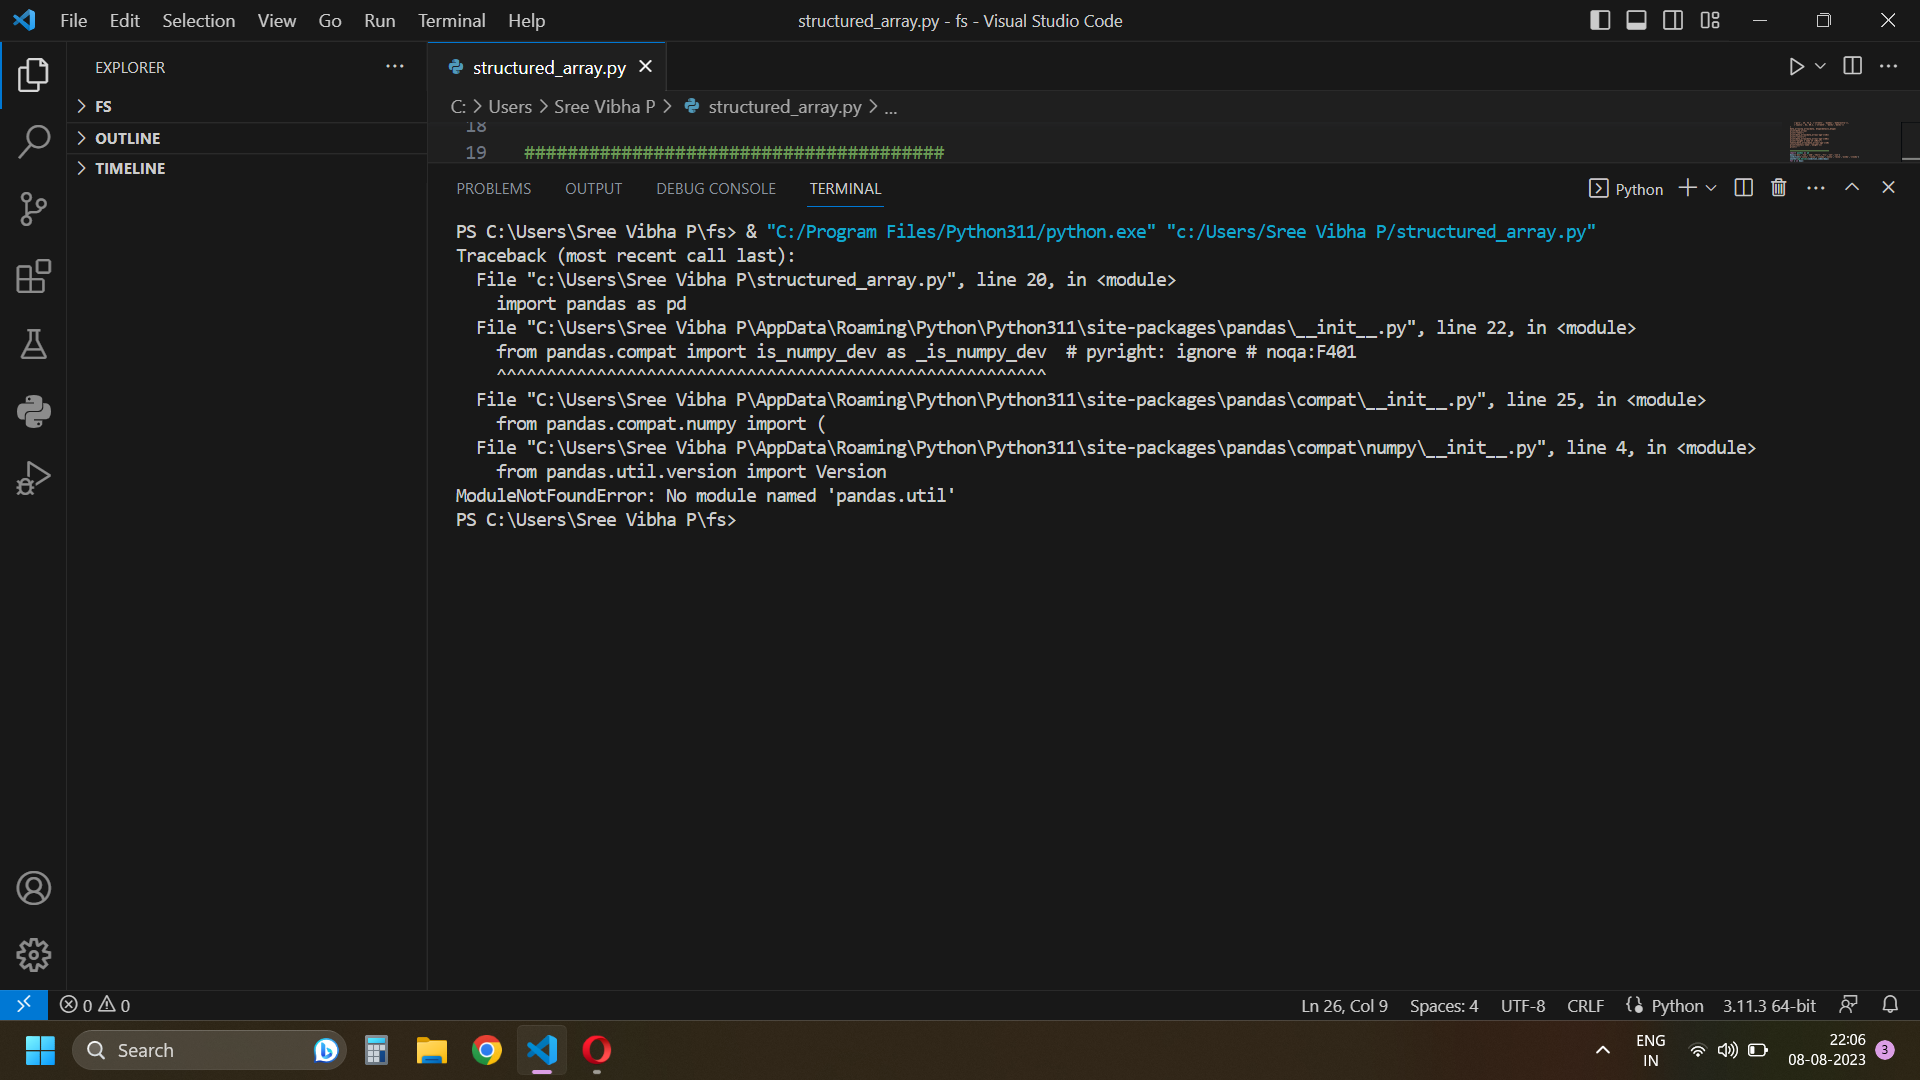 File Edit Selection View Go Run Terminal Help
structured_array.py - fs - Visual Studio Code
EXPLORER
FS
OUTLINE
TIMELINE
structured_array.py
C: > Users > Sree Vibha P > structured_array.py > ...
18
19 #######################################
PROBLEMS OUTPUT DEBUG CONSOLE TERMINAL
Python
PS C:\Users\Sree Vibha P\fs> & "C:/Program Files/Python311/python.exe" "c:/Users/Sree Vibha P/structured_array.py"
Traceback (most recent call last):
  File "c:\Users\Sree Vibha P\structured_array.py", line 20, in <module>
    import pandas as pd
  File "C:\Users\Sree Vibha P\AppData\Roaming\Python\Python311\site-packages\pandas\__init__.py", line 22, in <module>
    from pandas.compat import is_numpy_dev as _is_numpy_dev  # pyright: ignore # noqa:F401
    ^^^^^^^^^^^^^^^^^^^^^^^^^^^^^^^^^^^^^^^^^^^^^^^^^^^^^^^
  File "C:\Users\Sree Vibha P\AppData\Roaming\Python\Python311\site-packages\pandas\compat\__init__.py", line 25, in <module>
    from pandas.compat.numpy import (
  File "C:\Users\Sree Vibha P\AppData\Roaming\Python\Python311\site-packages\pandas\compat\numpy\__init__.py", line 4, in <module>
    from pandas.util.version import Version
ModuleNotFoundError: No module named 'pandas.util'
PS C:\Users\Sree Vibha P\fs>
0 0
Ln 26, Col 9 Spaces: 4 UTF-8 CRLF Python 3.11.3 64-bit
Search
ENG
IN
22:06
08-08-2023
3